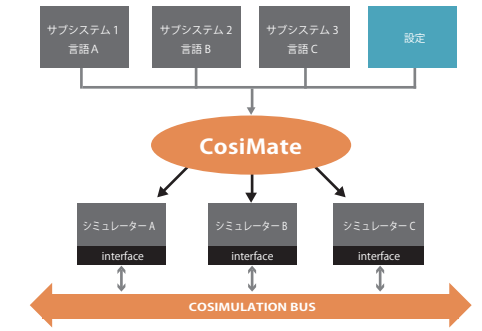 サブシステム 1
言語 A
サブシステム 2
言語 B
サブシステム 3
言語 C
設定
CosiMate
シミュレーター A
シミュレーター B
シミュレーター C
interface
interface
interface
COSIMULATION BUS